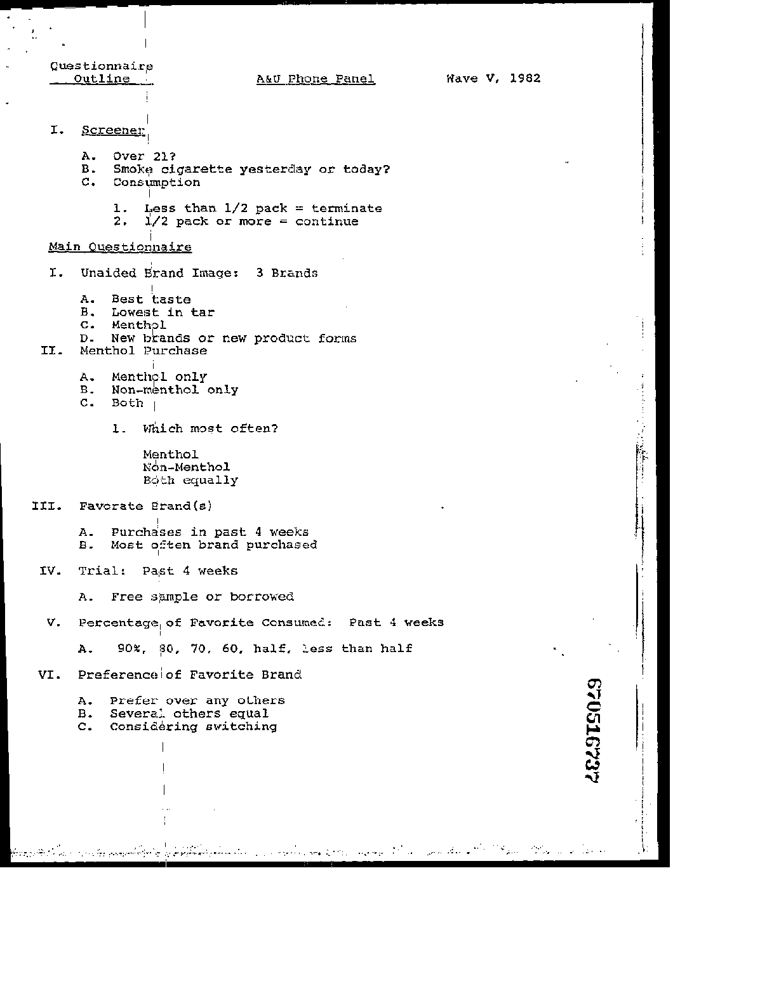 Questionnaire
Outline
A&U Phone Panel
Wave V, 1982
I. Screener
A. Over 21?
B. Smoke cigarette yesterday or today?
C. Consumption
1. Less than 1/2 pack = terminate
2. 1/2 pack or more = continue
Main Questionnaire
I. Unaided Brand Image: 3 Brands
A. Best taste
B. Lowest in tar
C. Menthol
D. New brands or new product forms
II. Menthol Purchase
A. Menthol only
B. Non-menthol only
C. Both
1. Which most often?
Menthol
Non-Menthol
Both equally
III. Favorate Brand(s)
A. Purchases in past 4 weeks
B. Most often brand purchased
IV. Trial: Past 4 weeks
A. Free sample or borrowed
V. Percentage of Favorite Consumed: Past 4 weeks
A. 90%, 80, 70, 60, half, less than half
VI. Preference of Favorite Brand
A. Prefer over any others
B. Several others equal
C. Considering switching
670516737